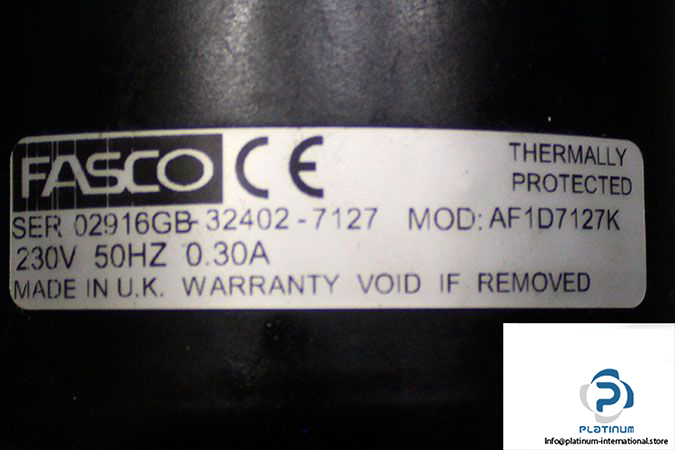 FASCO CE THERMALLY
PROTECTED
SER 02916GB-32402-7127 MOD: AF1D7127K
230V 50HZ 0.30A
MADE IN U.K. WARRANTY VOID IF REMOVED
PLATINUM
Info@platinum-international.store